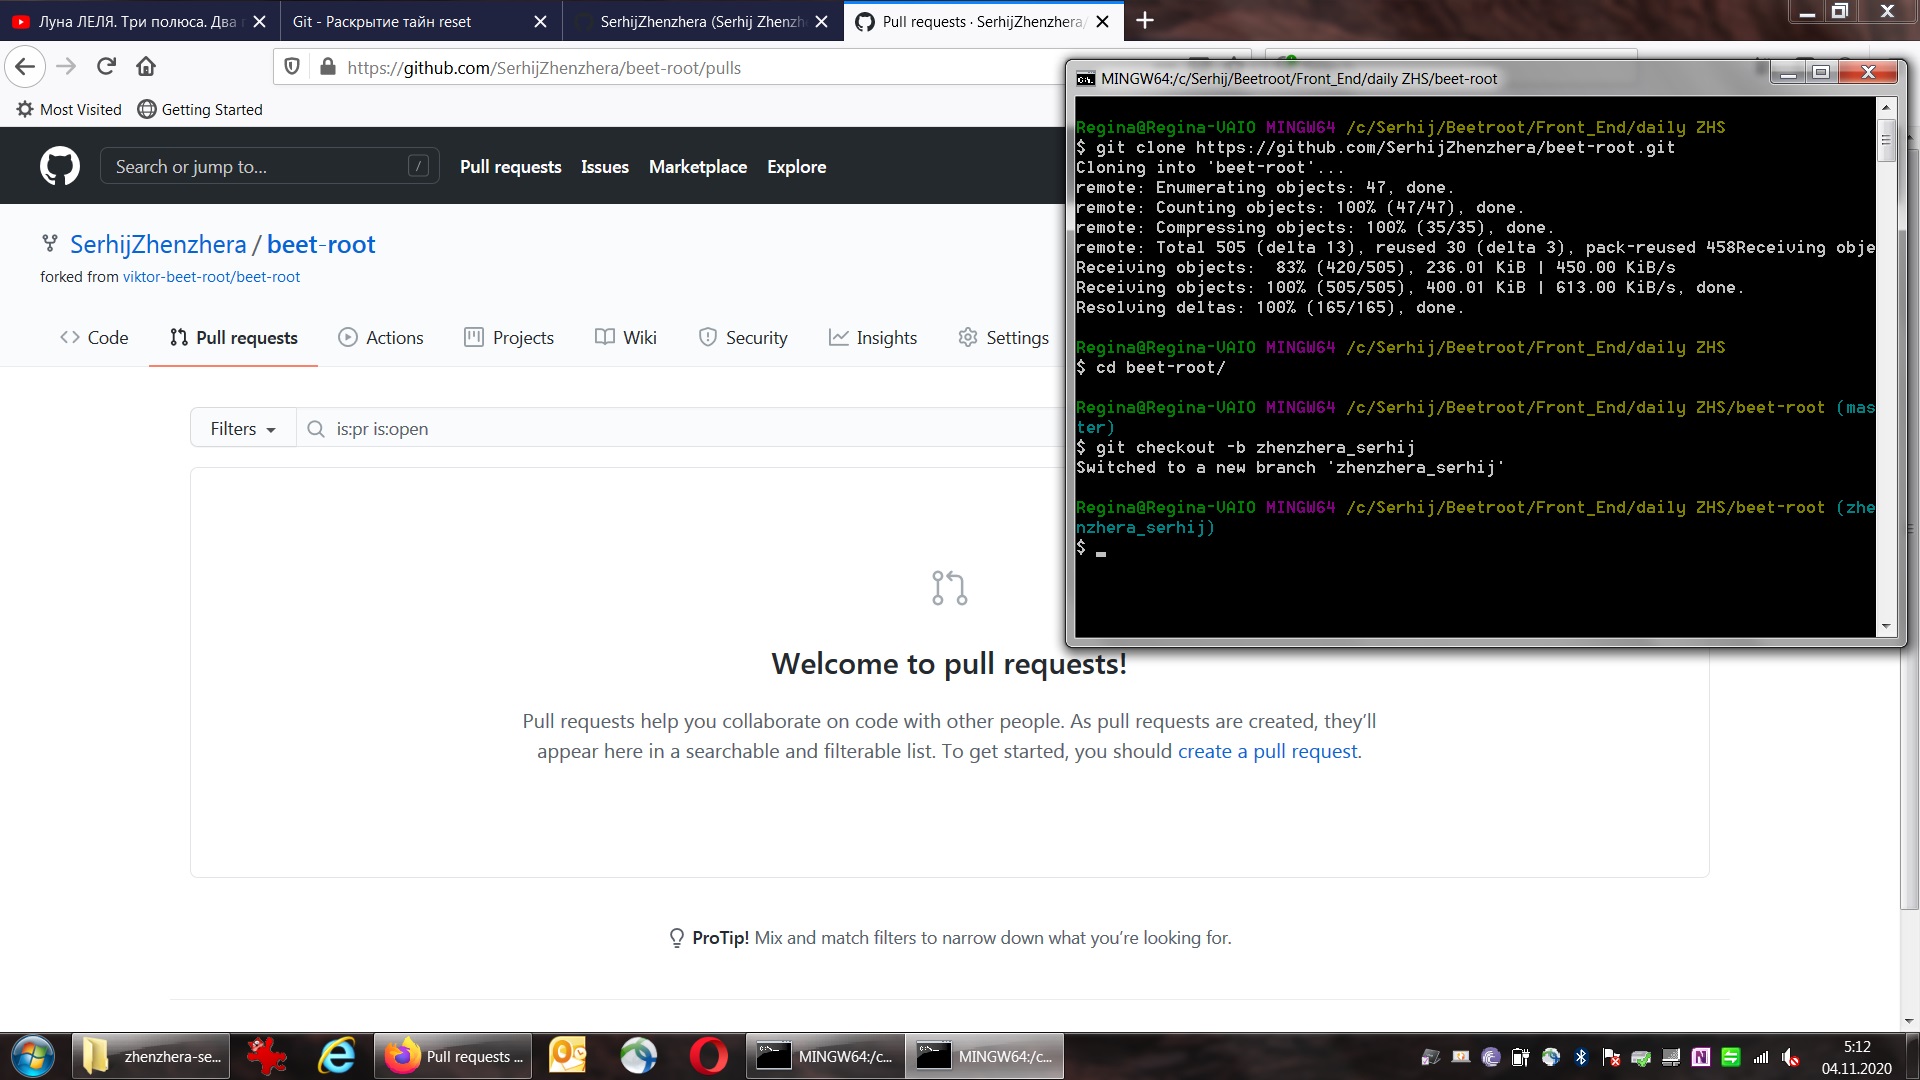 Луна ЛЕЛЯ. Три полюса. Два
Git - Раскрытие тайн reset
SerhijZhenzhera (Serhij Zhenzh
Pull requests · SerhijZhenzhera/
https://github.com/SerhijZhenzhera/beet-root/pulls
Most Visited
Getting Started
Search or jump to...
/
Pull requests
Issues
Marketplace
Explore
SerhijZhenzhera / beet-root
forked from viktor-beet-root/beet-root
Code
Pull requests
Actions
Projects
Wiki
Security
Insights
Settings
Filters
is:pr is:open
Welcome to pull requests!
Pull requests help you collaborate on code with other people. As pull requests are created, they’ll
appear here in a searchable and filterable list. To get started, you should create a pull request.
ProTip! Mix and match filters to narrow down what you’re looking for.
MINGW64:/c/Serhij/Beetroot/Front_End/daily ZHS/beet-root
Regina@Regina-VAIO MINGW64 /c/Serhij/Beetroot/Front_End/daily ZHS
$ git clone https://github.com/SerhijZhenzhera/beet-root.git
Cloning into 'beet-root'...
remote: Enumerating objects: 47, done.
remote: Counting objects: 100% (47/47), done.
remote: Compressing objects: 100% (35/35), done.
remote: Total 505 (delta 13), reused 30 (delta 3), pack-reused 458Receiving obje
Receiving objects:  83% (420/505), 236.01 KiB | 450.00 KiB/s
Receiving objects: 100% (505/505), 400.01 KiB | 613.00 KiB/s, done.
Resolving deltas: 100% (165/165), done.
Regina@Regina-VAIO MINGW64 /c/Serhij/Beetroot/Front_End/daily ZHS
$ cd beet-root/
Regina@Regina-VAIO MINGW64 /c/Serhij/Beetroot/Front_End/daily ZHS/beet-root (mas
ter)
$ git checkout -b zhenzhera_serhij
Switched to a new branch 'zhenzhera_serhij'
Regina@Regina-VAIO MINGW64 /c/Serhij/Beetroot/Front_End/daily ZHS/beet-root (zhe
nzhera_serhij)
$
zhenzhera-se...
Pull requests ...
MINGW64:/c...
MINGW64:/c...
5:12
04.11.2020